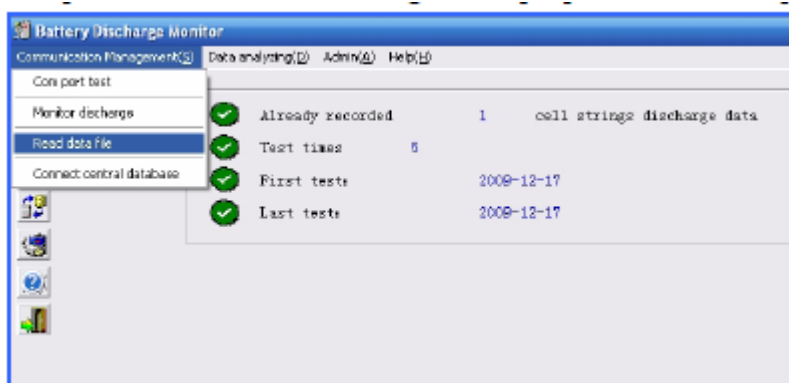 Battery Discharge Monitor
Communication Management(S) Data analyzing(D) Admin(A) Help(H)
Com port test
Monitor discharge
Read data file
Connect central database
Already recorded 1 cell strings discharge data
Test times 5
First test: 2009-12-17
Last test: 2009-12-17